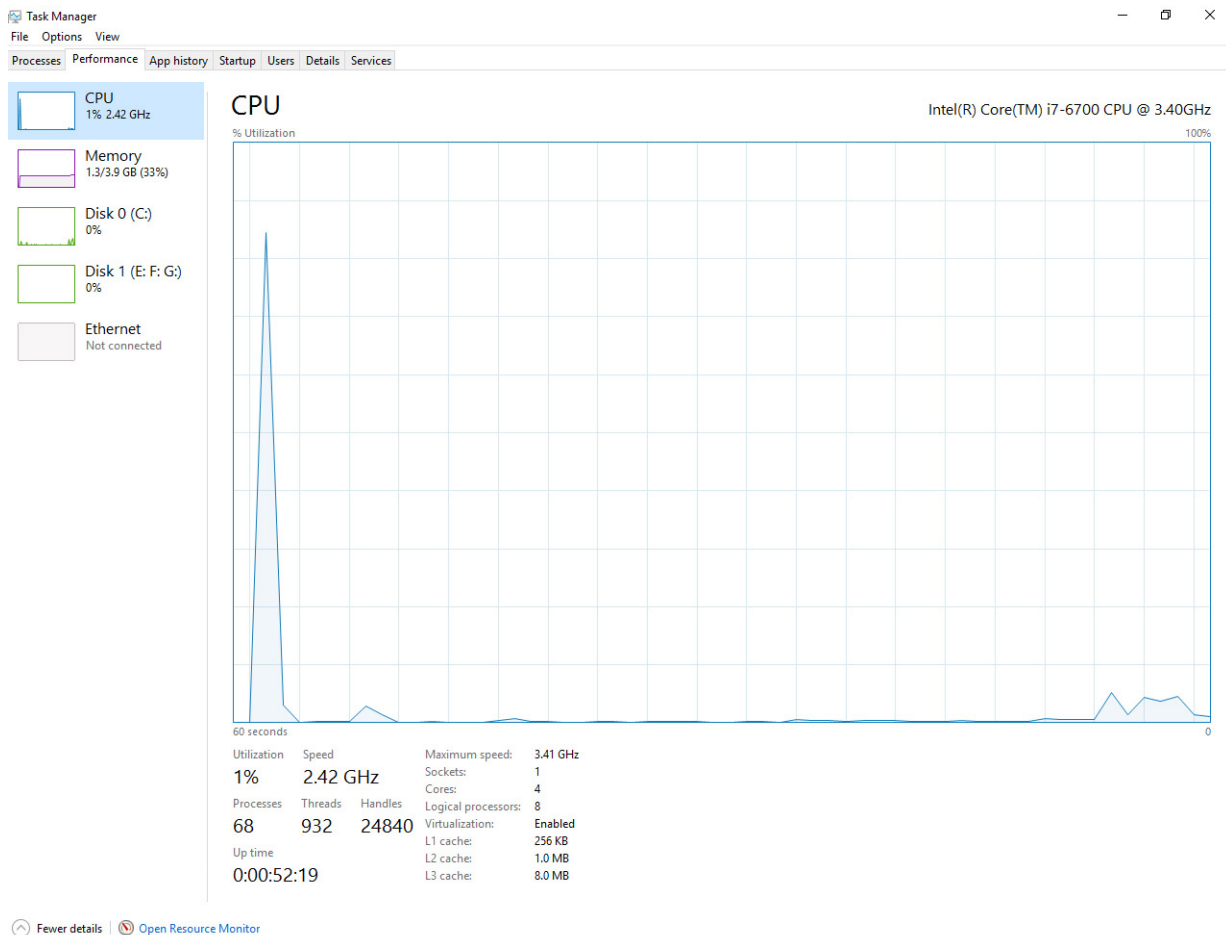 Task Manager
File Options View
Processes Performance App history Startup Users Details Services
CPU
1% 2.42 GHz
Memory
1.3/3.9 GB (33%)
Disk 0 (C:)
0%
Disk 1 (E: F: G:)
0%
Ethernet
Not connected
CPU Intel(R) Core(TM) i7-6700 CPU @ 3.40GHz
% Utilization 100%
60 seconds 0
Utilization Speed
1% 2.42 GHz
Processes Threads Handles
68 932 24840
Up time
0:00:52:19
Maximum speed: 3.41 GHz
Sockets: 1
Cores: 4
Logical processors: 8
Virtualization: Enabled
L1 cache: 256 KB
L2 cache: 1.0 MB
L3 cache: 8.0 MB
Fewer details Open Resource Monitor